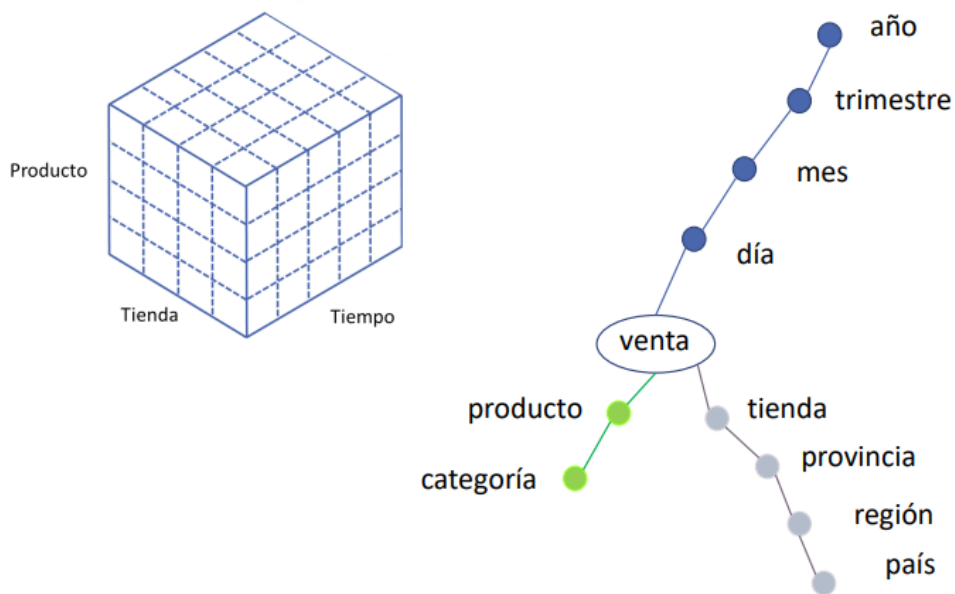 Producto
Tienda
Tiempo
año
trimestre
mes
día
venta
producto
categoría
tienda
provincia
región
país